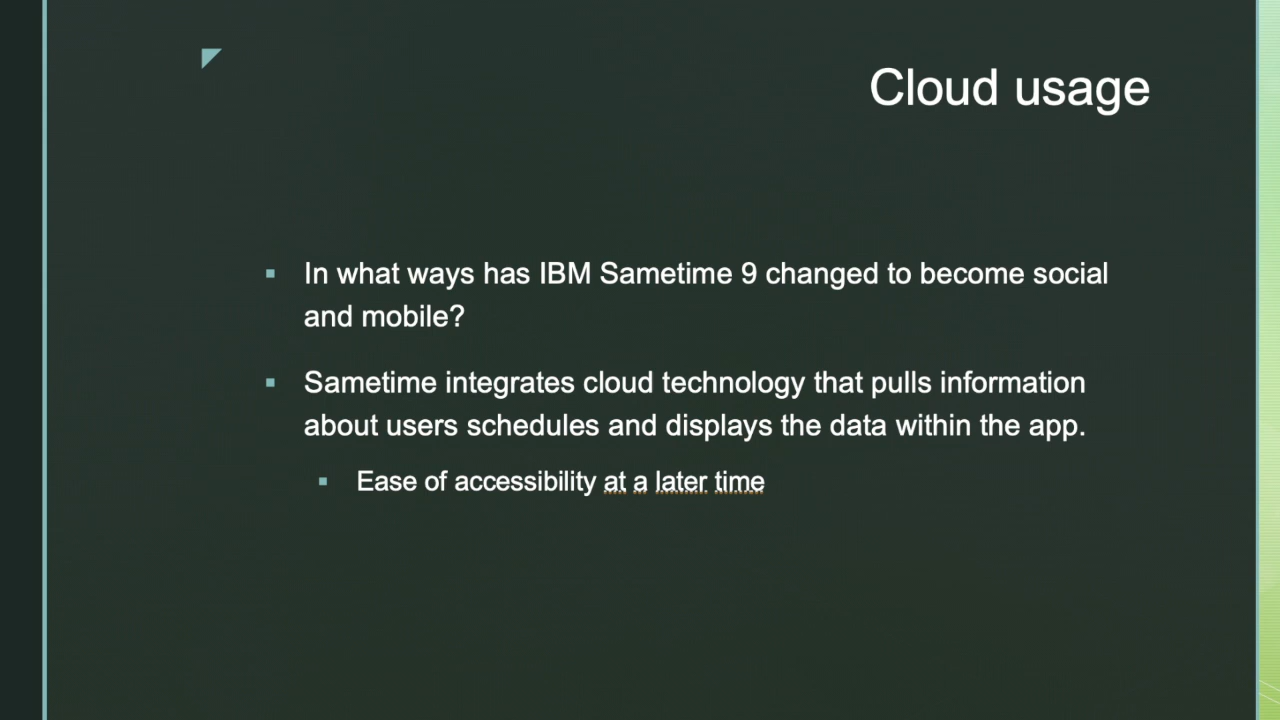 Cloud usage
In what ways has IBM Sametime 9 changed to become social
and mobile?
Sametime integrates cloud technology that pulls information
about users schedules and displays the data within the app.
Ease of accessibility at a later time